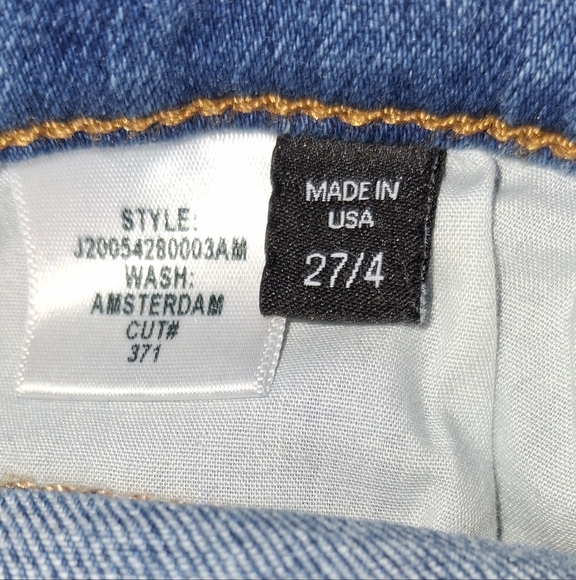 STYLE:
J20054280003AM
WASH:
AMSTERDAM
CUT#
371
MADE IN
USA
27/4